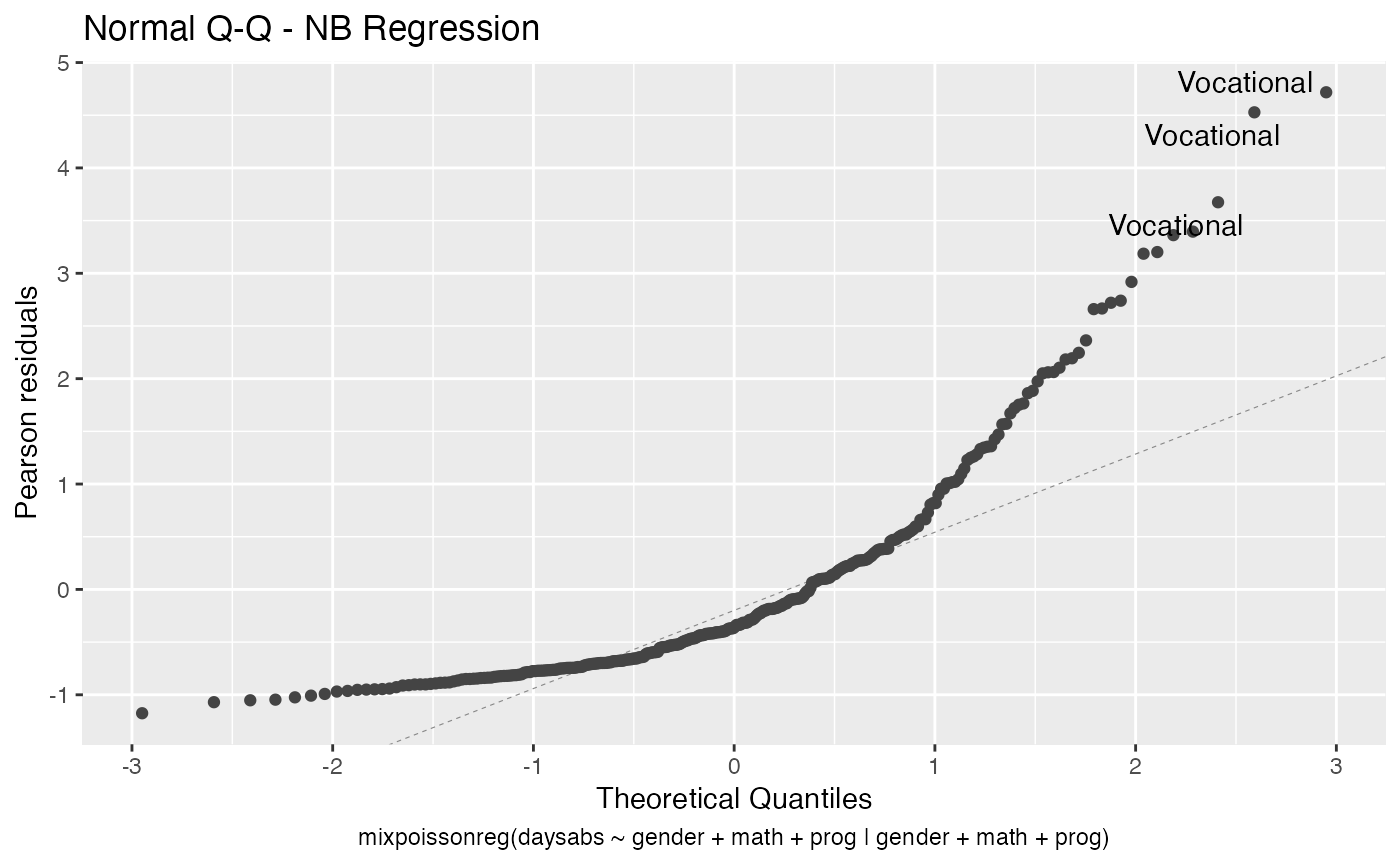 Normal Q-Q - NB Regression
5
4
3
2
1
0
-1
Pearson residuals
Vocational
Vocational
Vocational
-3 -2 -1 0 1 2 3
Theoretical Quantiles
mixpoissonreg(daysabs ~ gender + math + prog | gender + math + prog)